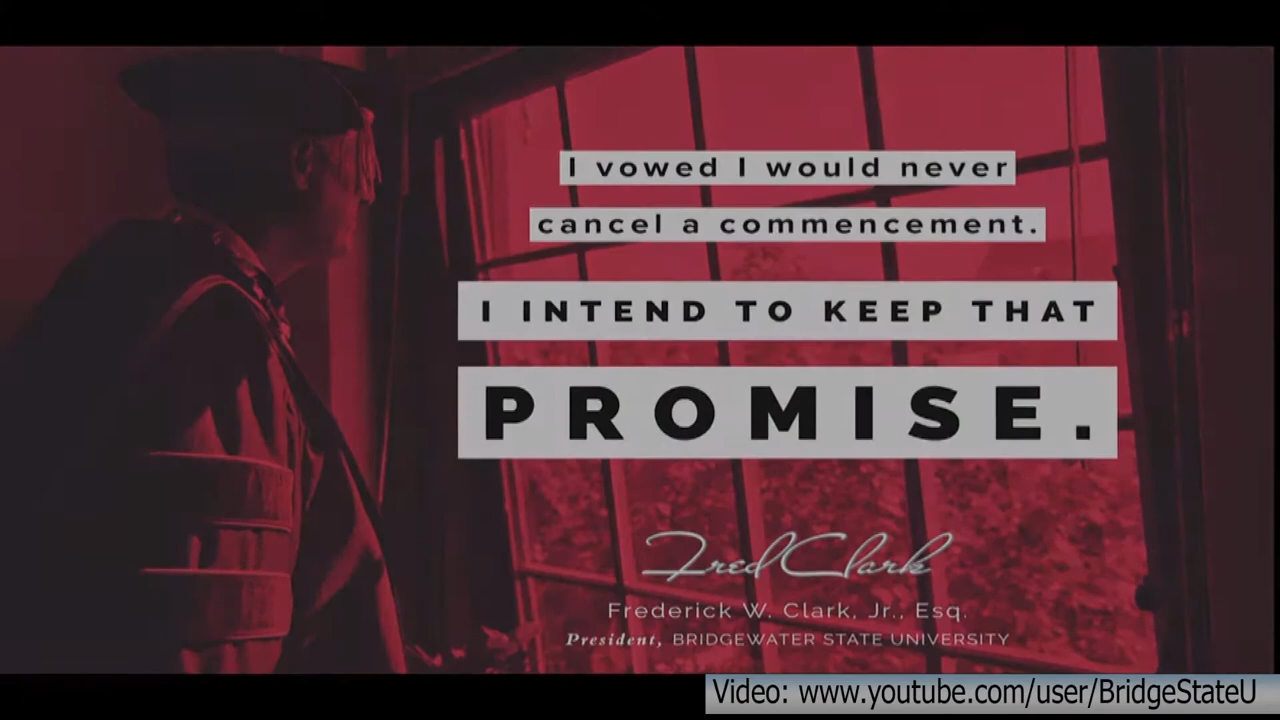 I vowed I would never
cancel a commencement.
I INTEND TO KEEP THAT
PROMISE.
Fred Clark
Frederick W. Clark, Jr., Esq.
President, BRIDGEWATER STATE UNIVERSITY
Video: www.youtube.com/user/BridgeStateU